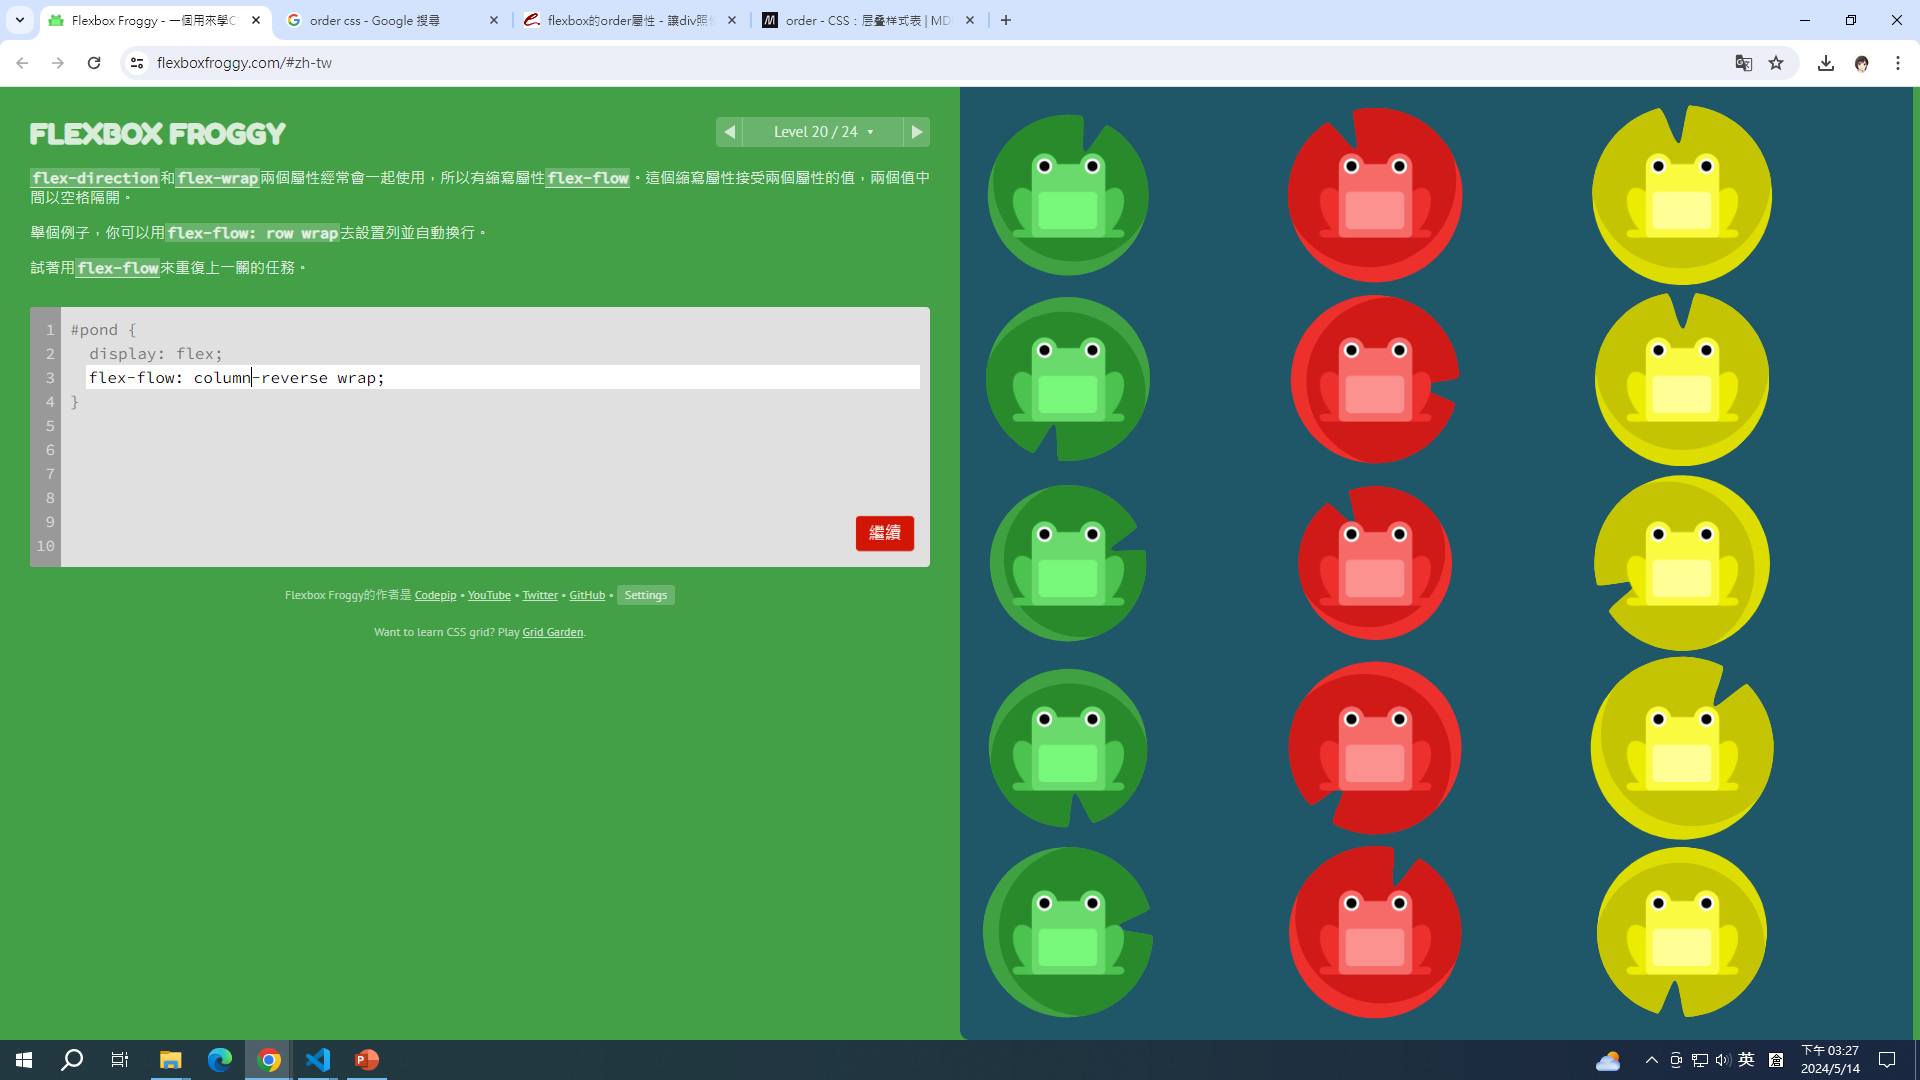 Flexbox Froggy - 一個用來學C
order css - Google 搜尋
flexbox的order屬性 - 讓div照
order - CSS：层叠样式表 | MD
flexboxfroggy.com/#zh-tw
FLEXBOX FROGGY
Level 20 / 24
flex-direction和flex-wrap兩個屬性經常會一起使用，所以有縮寫屬性flex-flow。這個縮寫屬性接受兩個屬性的值，兩個值中
間以空格隔開。
舉個例子，你可以用flex-flow: row wrap去設置列並自動換行。
試著用flex-flow來重復上一關的任務。
1 #pond {
2 display: flex;
3 flex-flow: column-reverse wrap;
4 }
5
6
7
8
9
10
繼續
Flexbox Froggy的作者是 Codepip • YouTube • Twitter • GitHub • Settings
Want to learn CSS grid? Play Grid Garden.
英
下午 03:27
2024/5/14